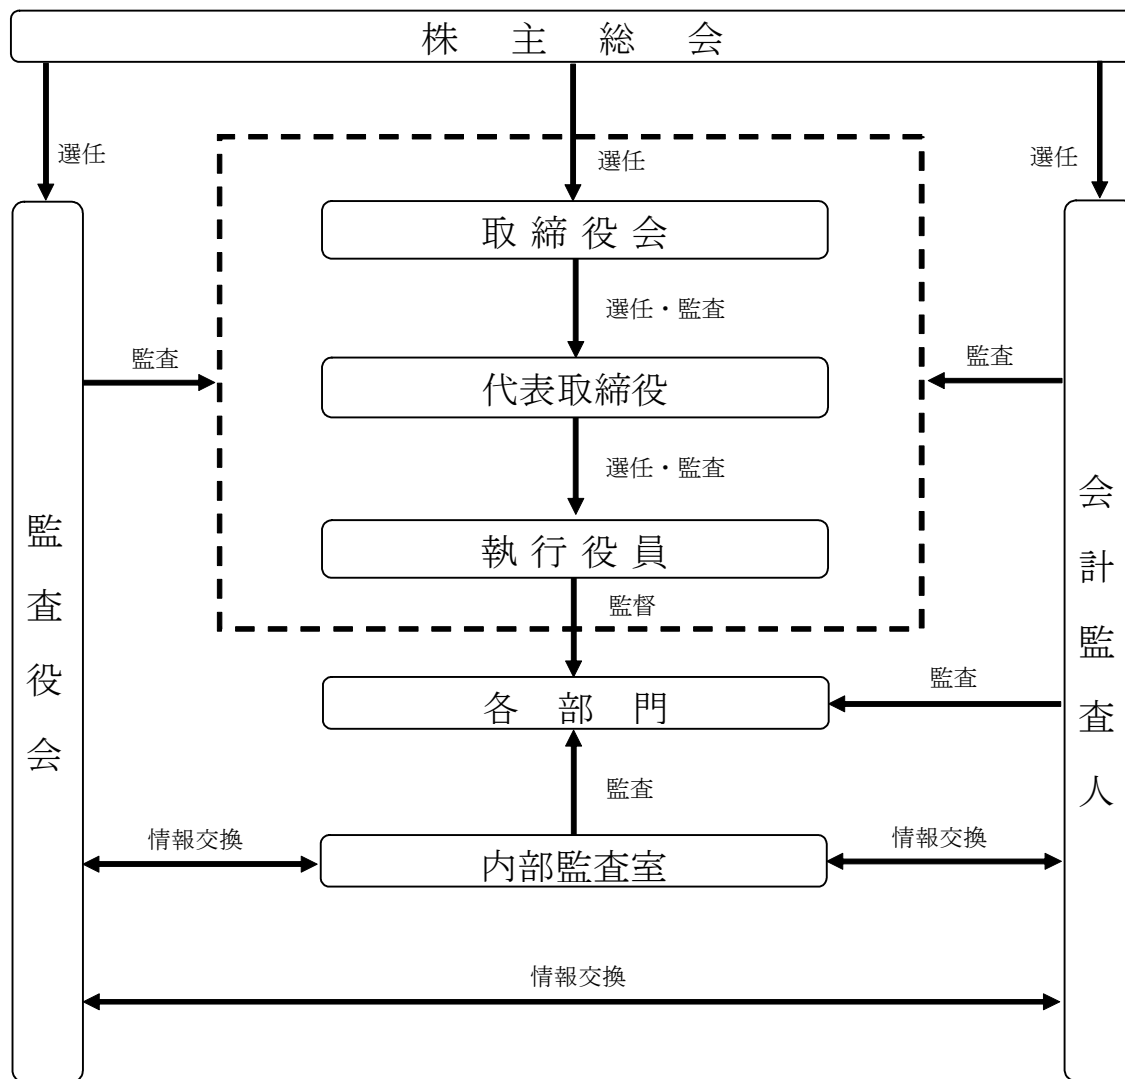 株主総会
選任
選任
選任
取締役会
選任・監査
監査
監査
代表取締役
選任・監査
執行役員
監督
監査役会
会計監査人
監査
各部門
監査
情報交換
内部監査室
情報交換
情報交換